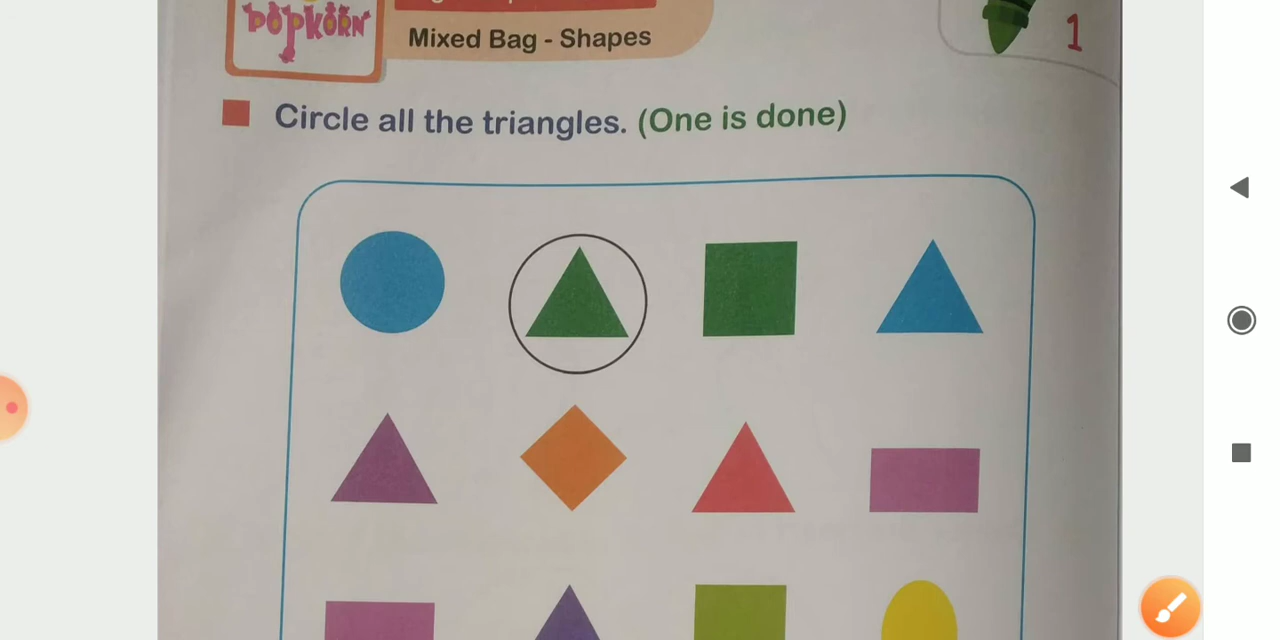 POPKORN
Mixed Bag - Shapes
1
Circle all the triangles. (One is done)